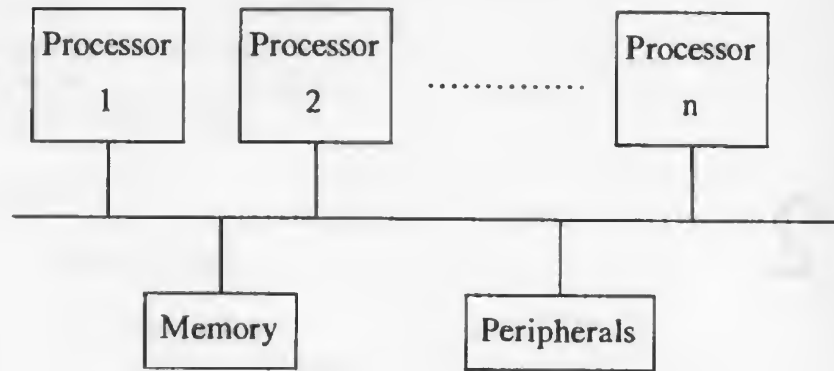 Processor
1
Processor
2
..............
Processor
n
Memory
Peripherals